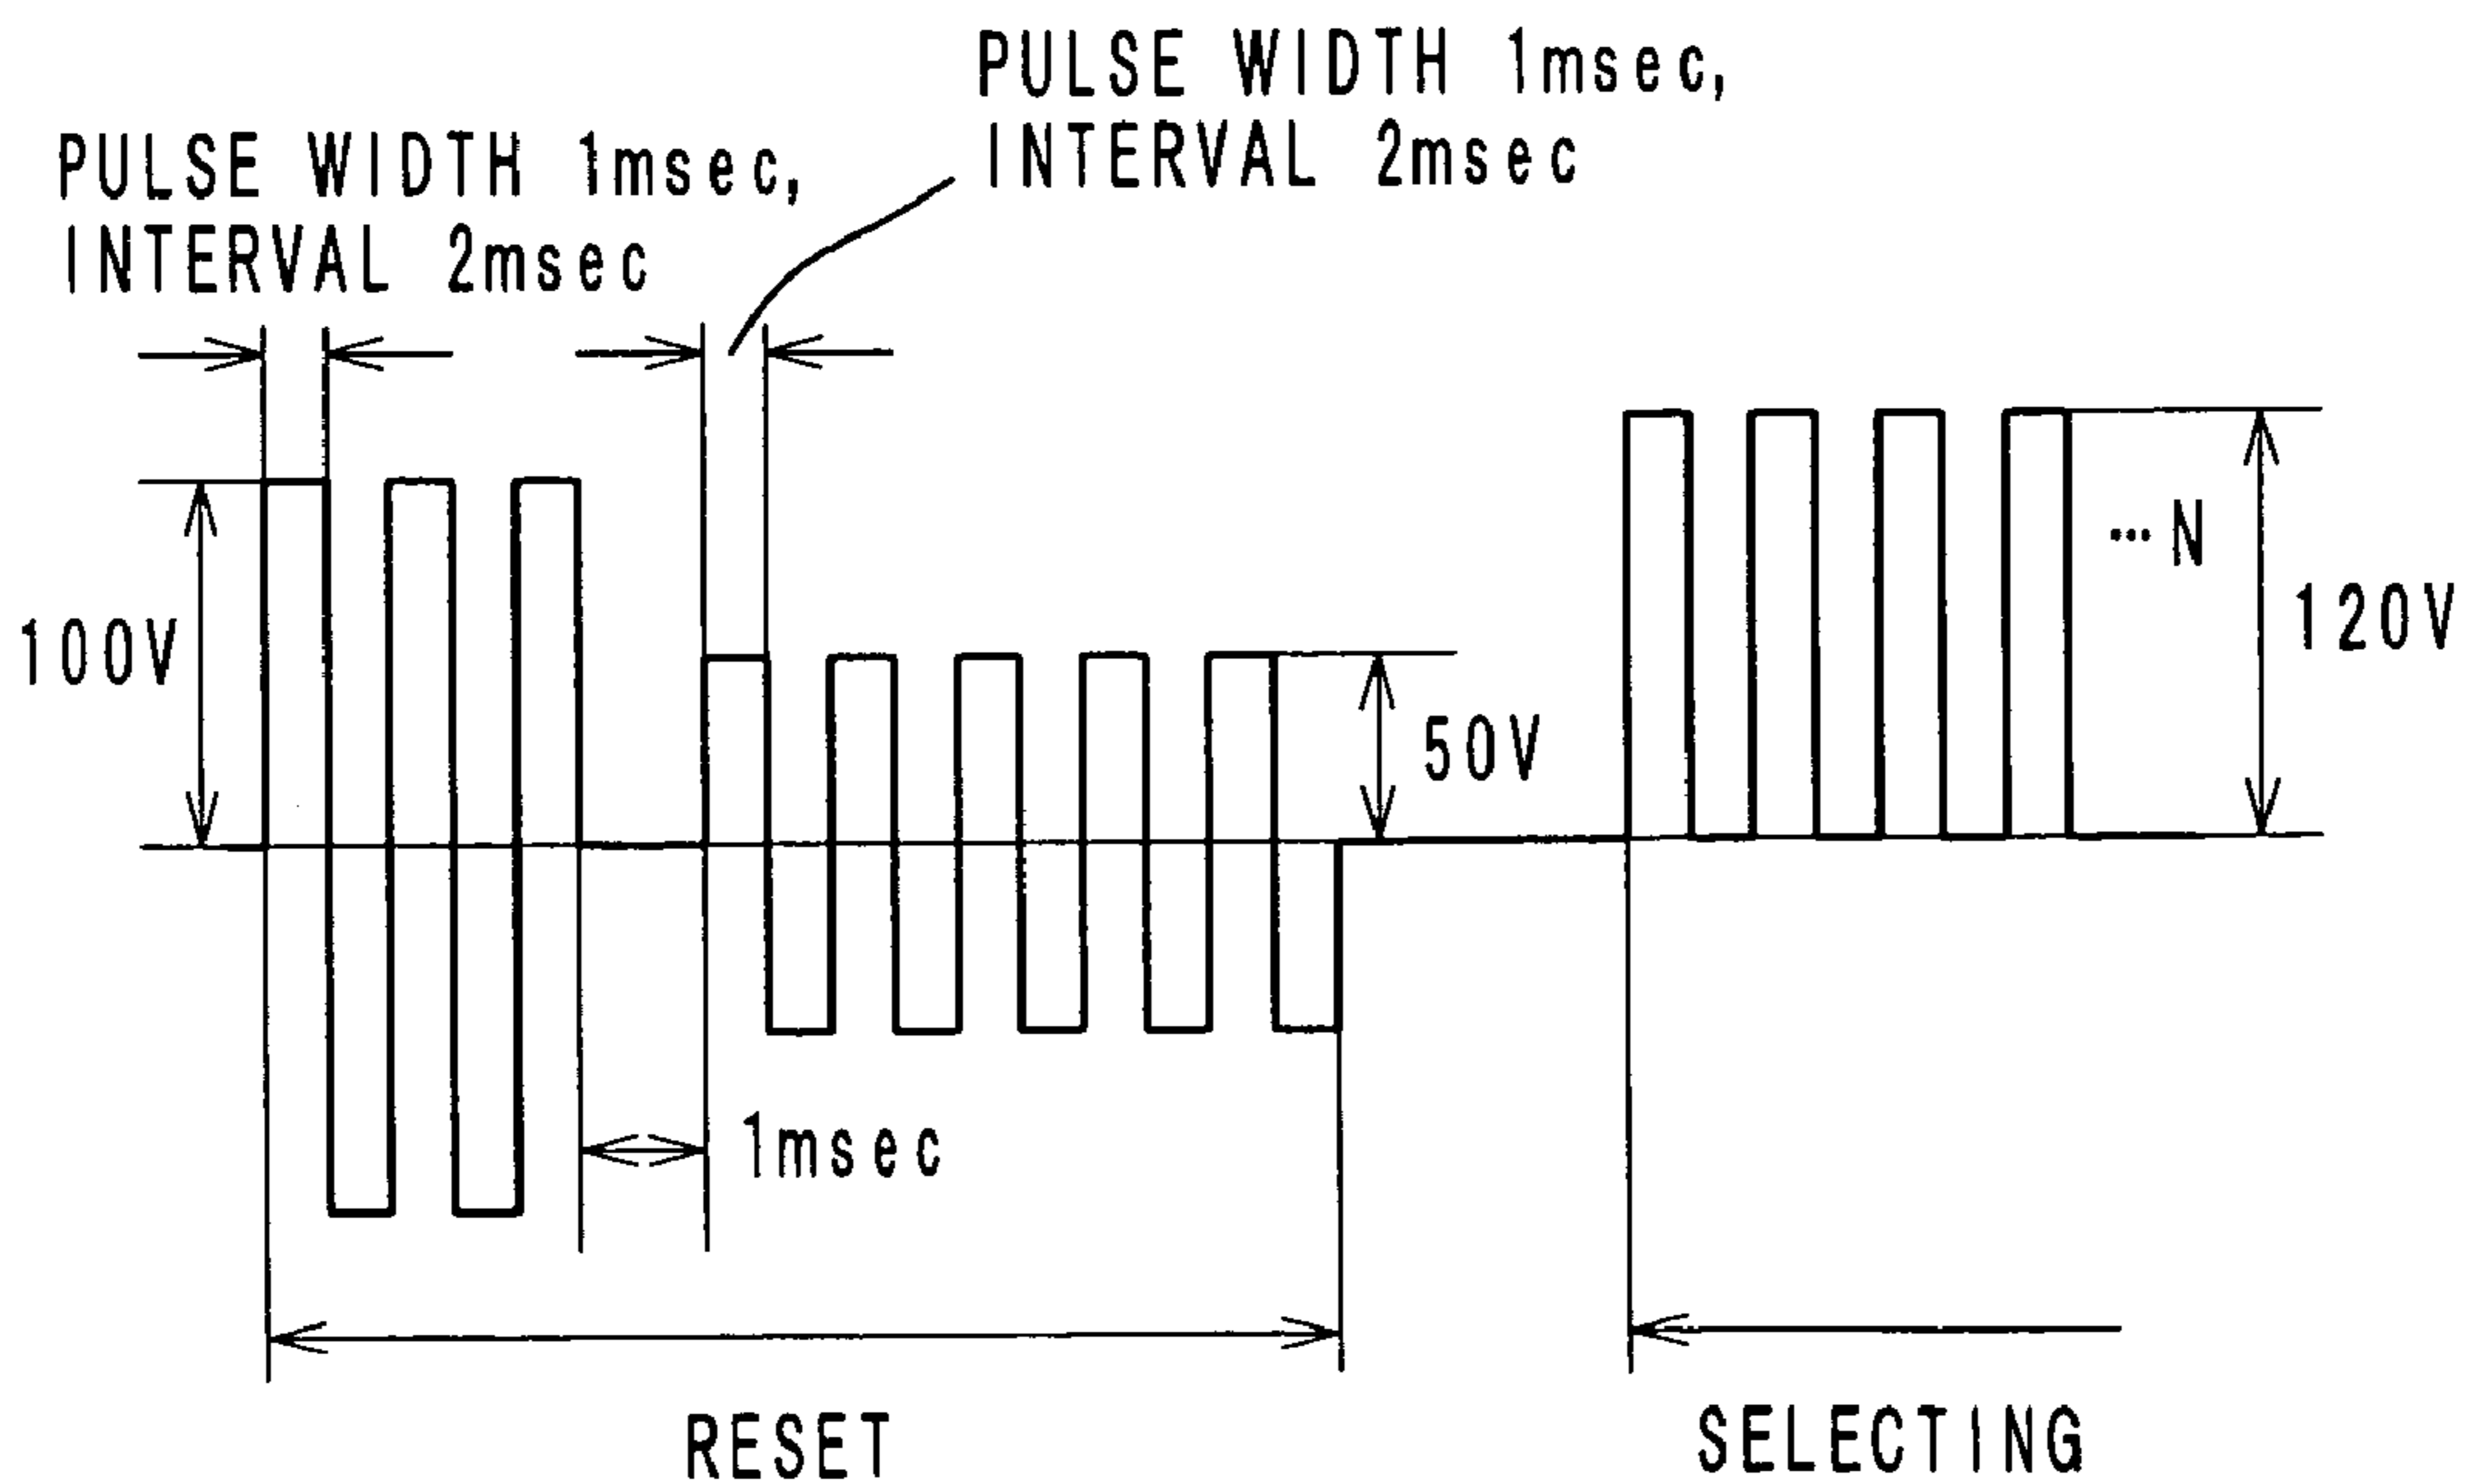 PULSE WIDTH 1msec,
INTERVAL 2msec
PULSE WIDTH 1msec,
INTERVAL 2msec
100V
50V
… N
120V
1msec
RESET
SELECTING